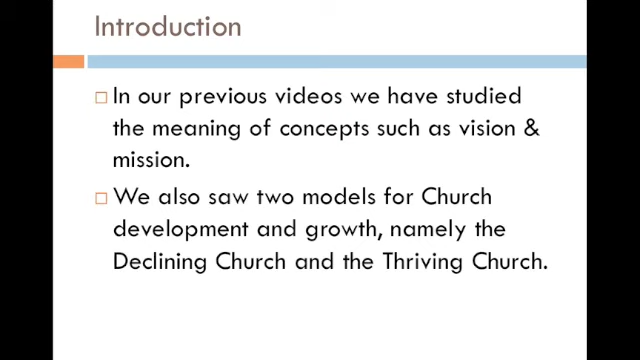 Introduction
In our previous videos we have studied
the meaning of concepts such as vision &
mission.
We also saw two models for Church
development and growth, namely the
Declining Church and the Thriving Church.